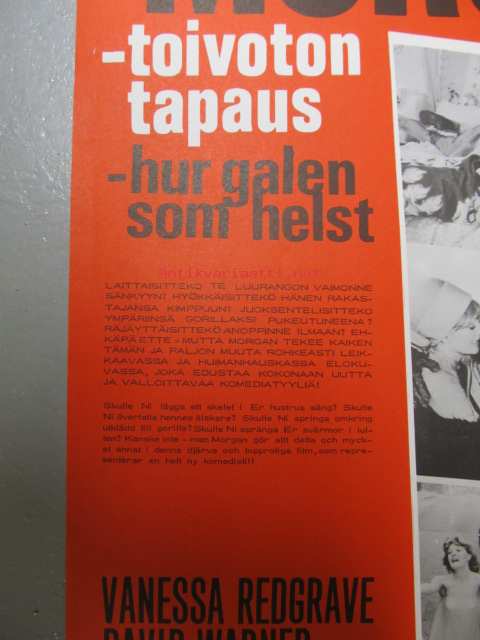 -toivoton
tapaus
-hur galen
som helst
antikvariaatti.net
LAITTAISITTEKO TE LUURANGON VAIMONNE
SÄNKYYN? HYÖKKÄISITTEKÖ HÄNEN RAKAS-
TAJANSA KIMPPUUN? JUOKSENTELISITTEKO
YMPÄRIINSÄ GORILLAKSI PUKEUTUNEENA?
RÄJÄYTTÄISITTEKÖ ANOPPINNE ILMAAN? EH-
KÄPÄ ETTE – MUTTA MORGAN TEKEE KAIKEN
TÄMÄN JA PALJON MUUTA ROHKEASTI LEIK-
KAAVASSA JA HUIMANHAUSKASSA ELOKU-
VASSA, JOKA EDUSTAA KOKONAAN UUTTA
JA VALLOITTAVAA KOMEDIATYYLIÄ!
Skulle Ni lägga ett skelet i Er hustrus säng? Skulle
Ni överfalla hennes älskare? Skulle Ni springa omkring
utklädd till gorilla? Skulle Ni spränga Er svärmor i luf-
ten? Kanske inte – men Morgan gör allt detta och myck-
et annat i denna djärva och topproliga film, som repre-
senterar en helt ny komedistil!
VANESSA REDGRAVE
DAVID WARNER